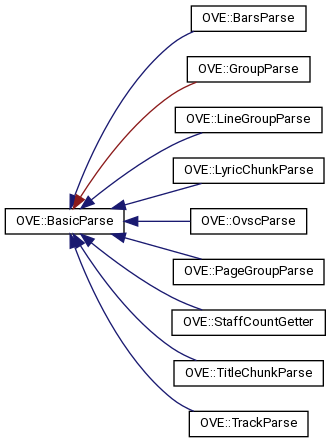 OVE::BarsParse
OVE::GroupParse
OVE::LineGroupParse
OVE::LyricChunkParse
OVE::BasicParse
OVE::OvscParse
OVE::PageGroupParse
OVE::StaffCountGetter
OVE::TitleChunkParse
OVE::TrackParse